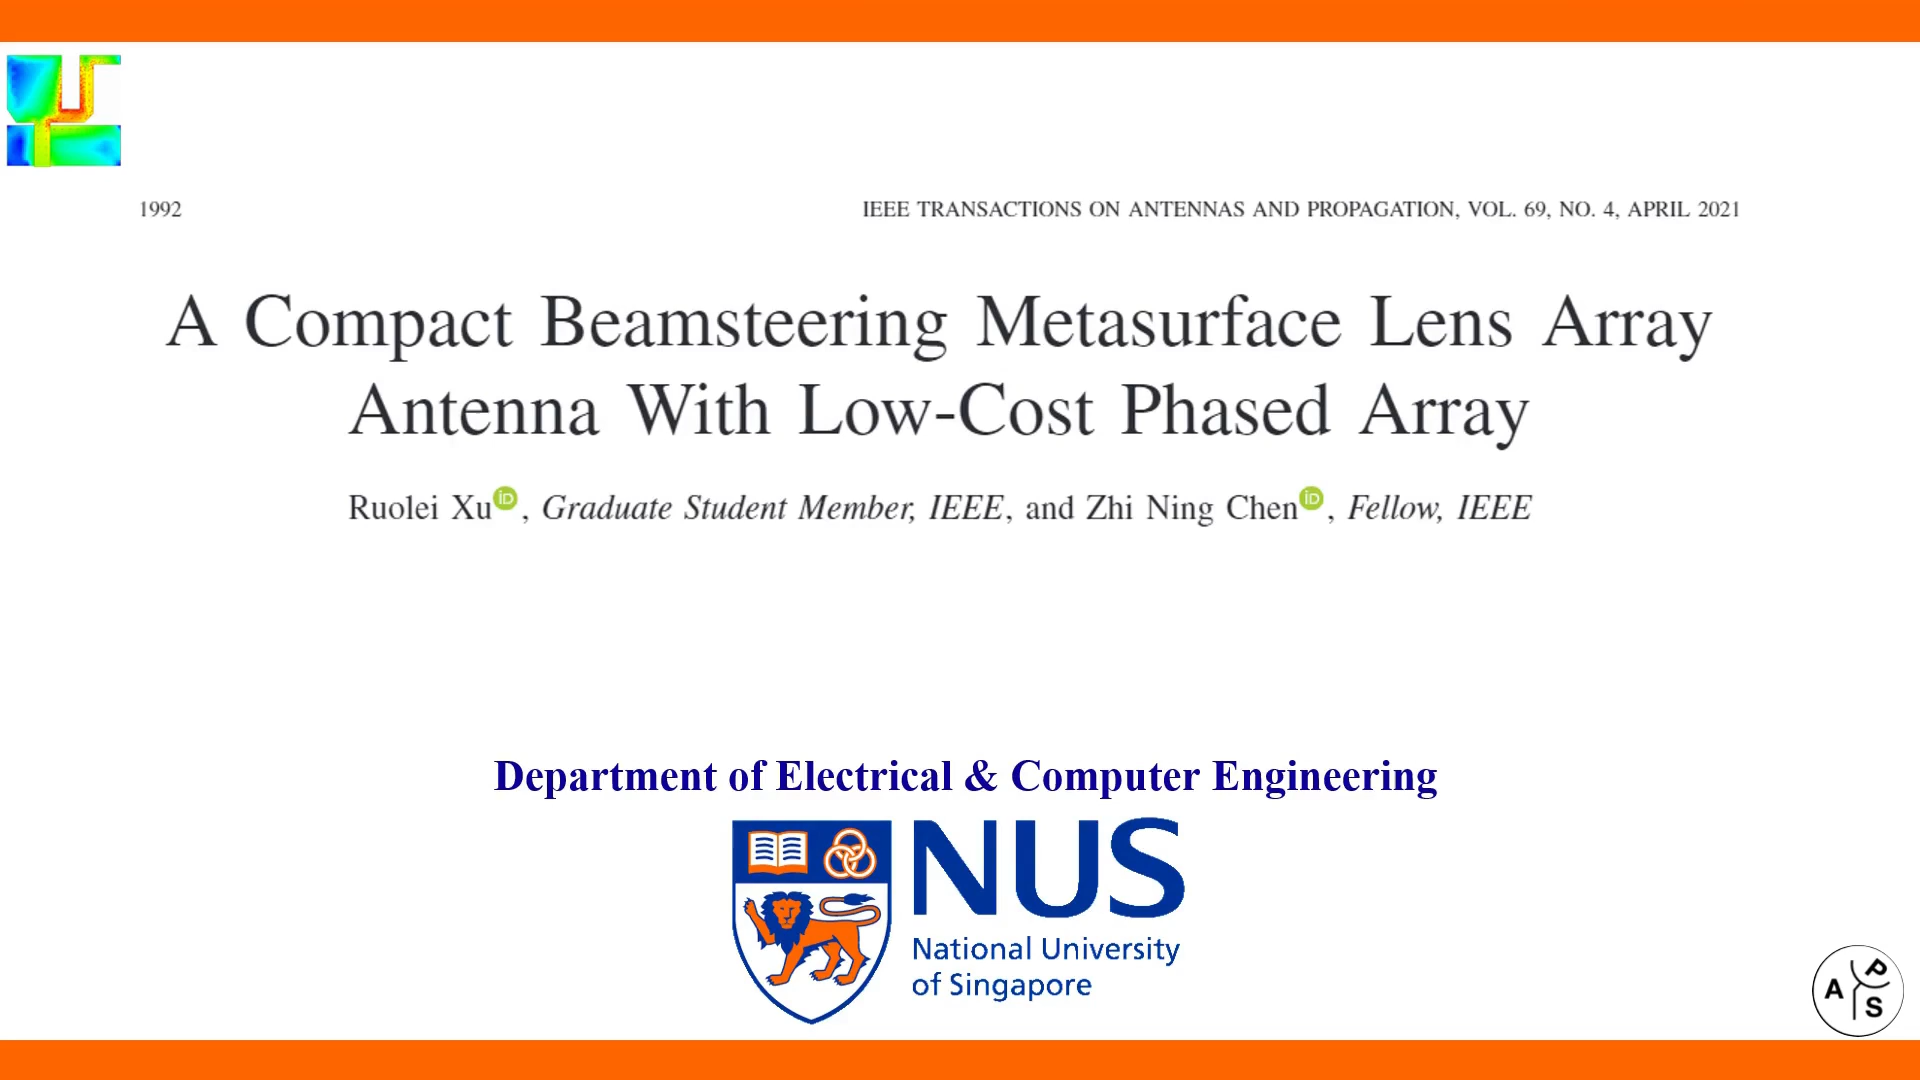 1992 IEEE TRANSACTIONS ON ANTENNAS AND PROPAGATION, VOL. 69, NO. 4, APRIL 2021
A Compact Beamsteering Metasurface Lens Array
Antenna With Low-Cost Phased Array
Ruolei Xu iD, Graduate Student Member, IEEE, and Zhi Ning Chen iD, Fellow, IEEE
Department of Electrical & Computer Engineering
NUS
National University
of Singapore
A P S